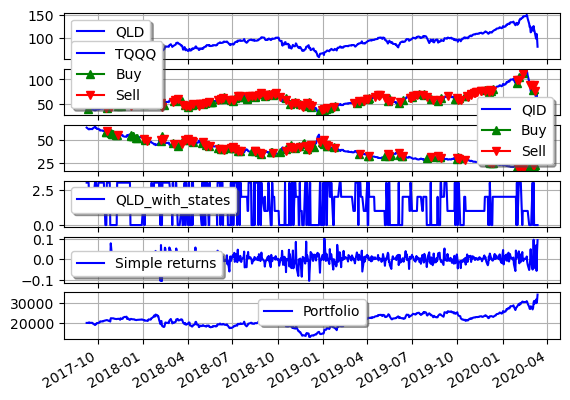 150
100
QLD
TQQQ
Buy
Sell
100
50
QID
Buy
Sell
50
25
2.5
0.0
QLD_with_states
0.1
0.0
-0.1
Simple returns
30000
20000
Portfolio
2017-10
2018-01
2018-04
2018-07
2018-10
2019-01
2019-04
2019-07
2019-10
2020-01
2020-04